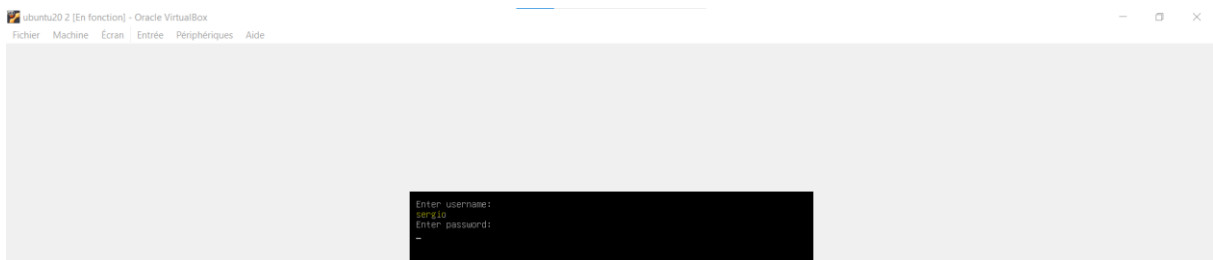 ubuntu20 2 [En fonction] - Oracle VirtualBox
Fichier Machine Écran Entrée Périphériques Aide
Enter username:
sergio
Enter password: